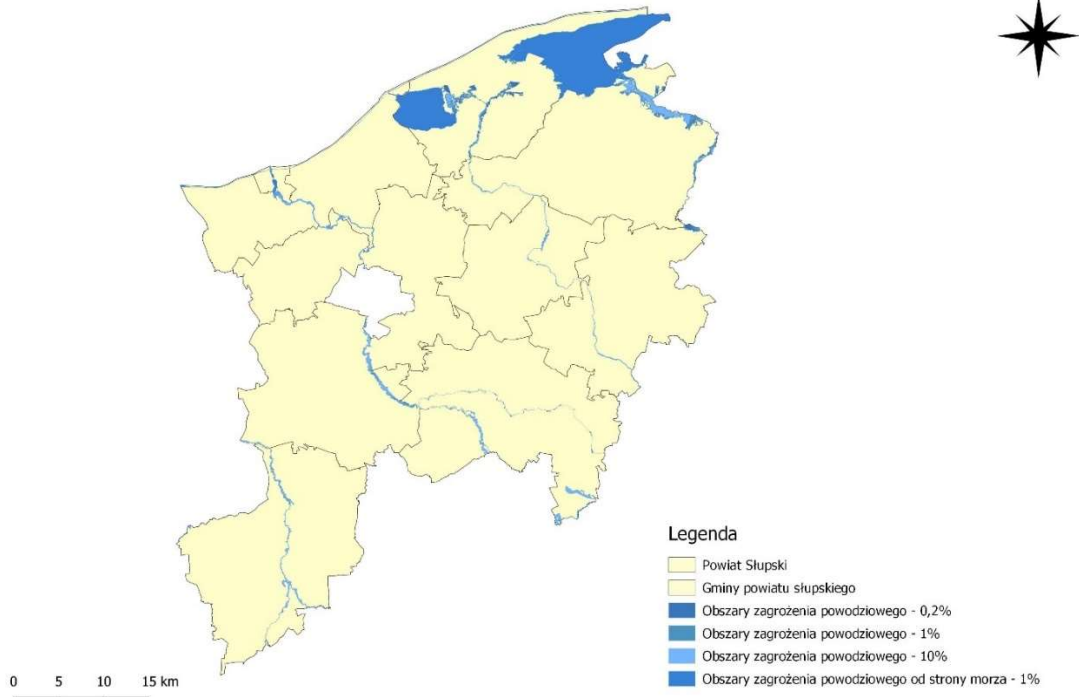 Legenda
Powiat Słupski
Gminy powiatu słupskiego
Obszary zagrożenia powodziowego - 0,2%
Obszary zagrożenia powodziowego - 1%
Obszary zagrożenia powodziowego - 10%
Obszary zagrożenia powodziowego od strony morza - 1%
0 5 10 15 km